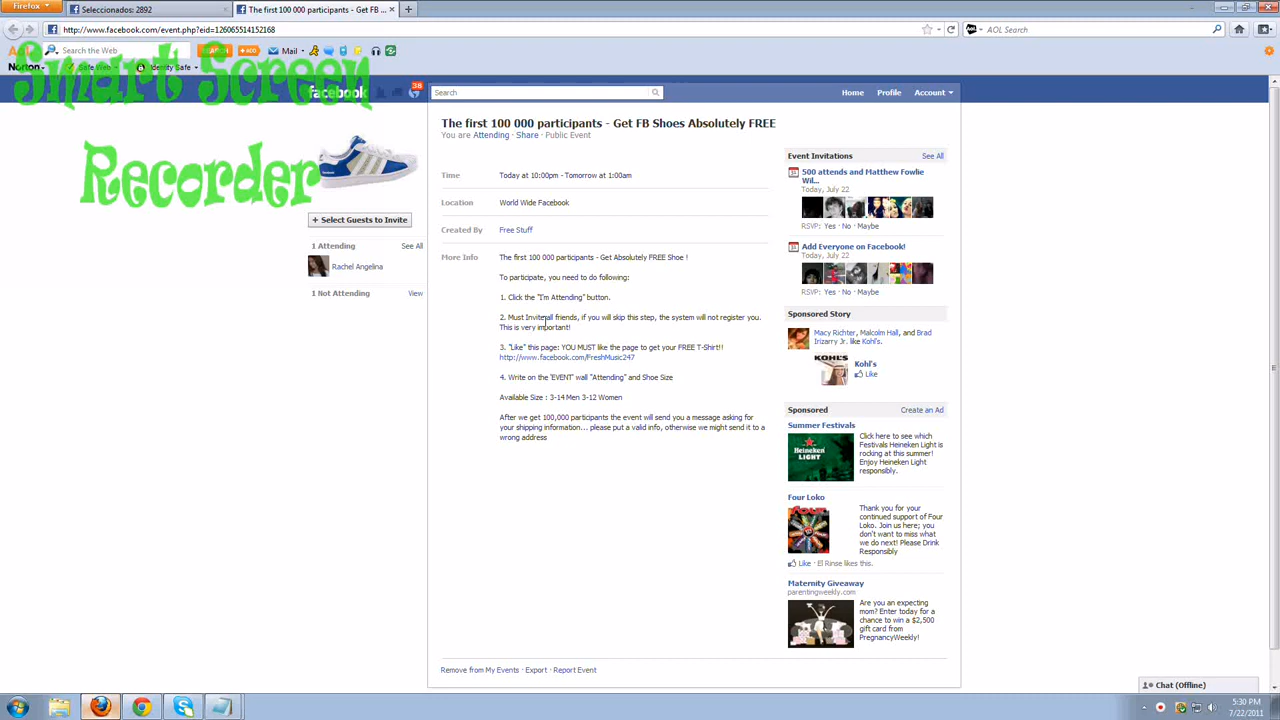 Firefox
Seleccionados: 2892
The first 100 000 participants - Get FB ...
http://www.facebook.com/event.php?eid=126065514152168
AOL Search
Search the Web
SEARCH
+ADD
Mail
Norton
Safe Web
Identity Safe
Smart Screen
Recorder
facebook
38
Search
Home
Profile
Account
The first 100 000 participants - Get FB Shoes Absolutely FREE
You are Attending · Share · Public Event
+ Select Guests to Invite
1 Attending
See All
Rachel Angelina
1 Not Attending
View
Time
Today at 10:00pm - Tomorrow at 1:00am
Location
World Wide Facebook
Created By
Free Stuff
More Info
The first 100 000 participants - Get Absolutely FREE Shoe !
To participate, you need to do following:
1. Click the "I'm Attending" button.
2. Must Invite all friends, if you will skip this step, the system will not register you.
This is very important!
3. "Like" this page: YOU MUST like the page to get your FREE T-Shirt!!
http://www.facebook.com/FreshMusic247
4. Write on the 'EVENT' wall "Attending" and Shoe Size
Available Size : 3-14 Men 3-12 Women
After we get 100,000 participants the event will send you a message asking for
your shipping information... please put a valid info, otherwise we might send it to a
wrong address
Event Invitations
See All
31
500 attends and Matthew Fowlie
Wil...
Today, July 22
RSVP: Yes · No · Maybe
31
Add Everyone on Facebook!
Today, July 22
RSVP: Yes · No · Maybe
Sponsored Story
Macy Richter, Malcolm Hall, and Brad
Irizarry Jr. like Kohl's.
KOHL'S
Kohl's
Like
Sponsored
Create an Ad
Summer Festivals
Heineken
LIGHT
Click here to see which
Festivals Heineken Light is
rocking at this summer!
Enjoy Heineken Light
responsibly.
Four Loko
FOUR
Thank you for your
continued support of Four
Loko. Join us here; you
don't want to miss what
we do next! Please Drink
Responsibly
Like · El Rinse likes this.
Maternity Giveaway
parentingweekly.com
Are you an expecting
mom? Enter today for a
chance to win a $2,500
gift card from
PregnancyWeekly!
Remove from My Events · Export · Report Event
Chat (Offline)
5:30 PM
7/22/2011